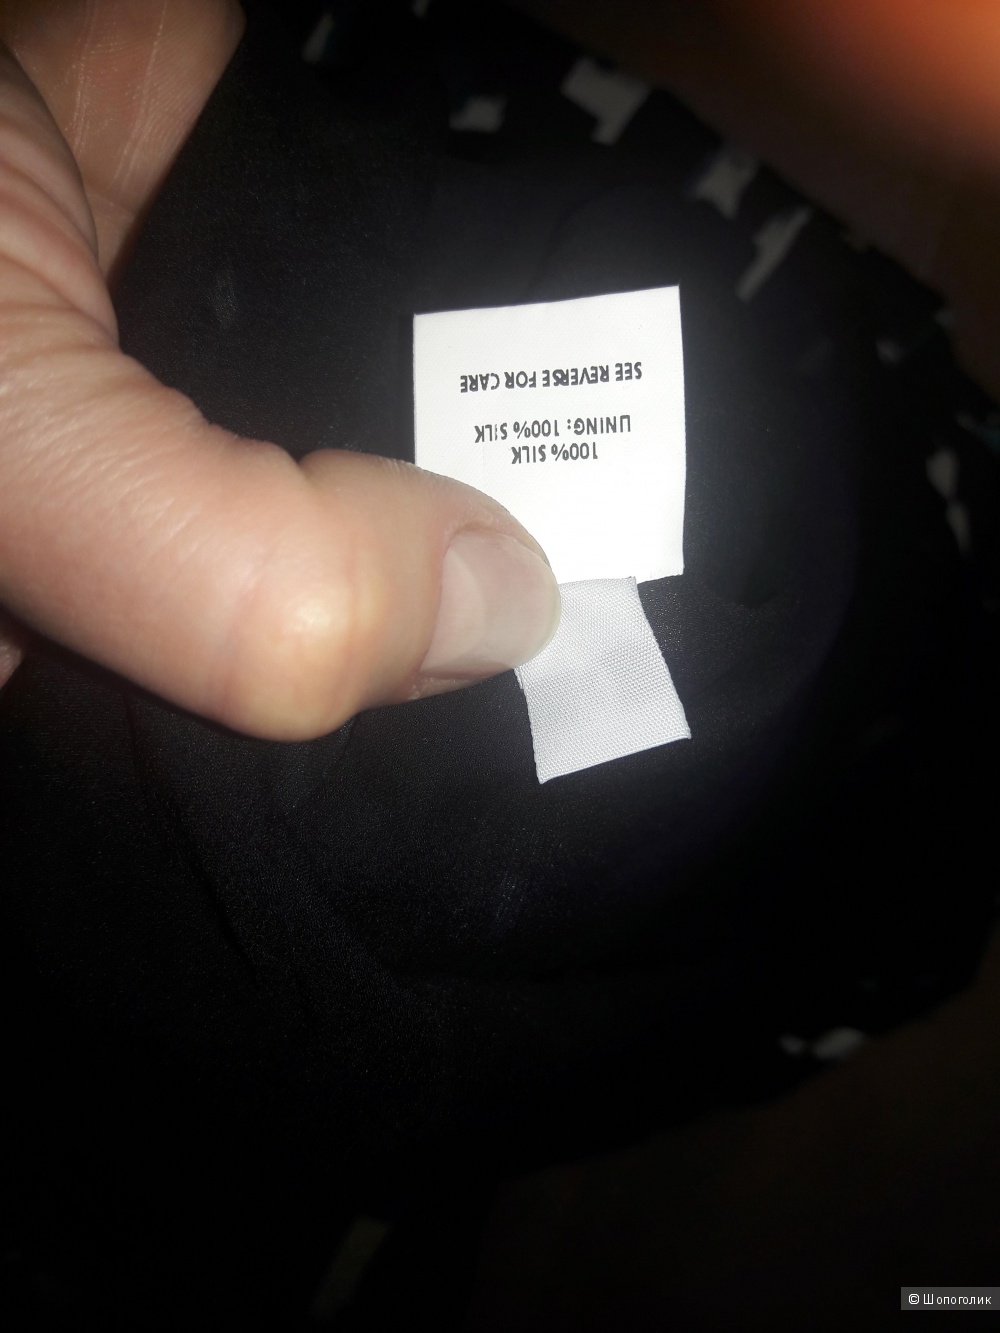 100% SILK
LINING: 100% SILK
SEE REVERSE FOR CARE
© Шопоголик